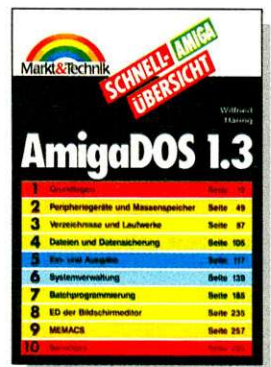 Markt&Technik
SCHNELL-AMIGA
ÜBERSICHT
Wilfried
Häring
AmigaDOS 1.3
1 Grundlagen Seite
2 Peripheriegeräte und Massenspeicher Seite 49
3 Verzeichnisse und Laufwerke Seite 87
4 Dateien und Datensicherung Seite 105
5 Ein- und Ausgabe Seite 117
6 Systemverwaltung Seite 139
7 Batchprogrammierung Seite 185
8 ED der Bildschirmeditor Seite 235
9 MEMACS Seite 257
10 Seite